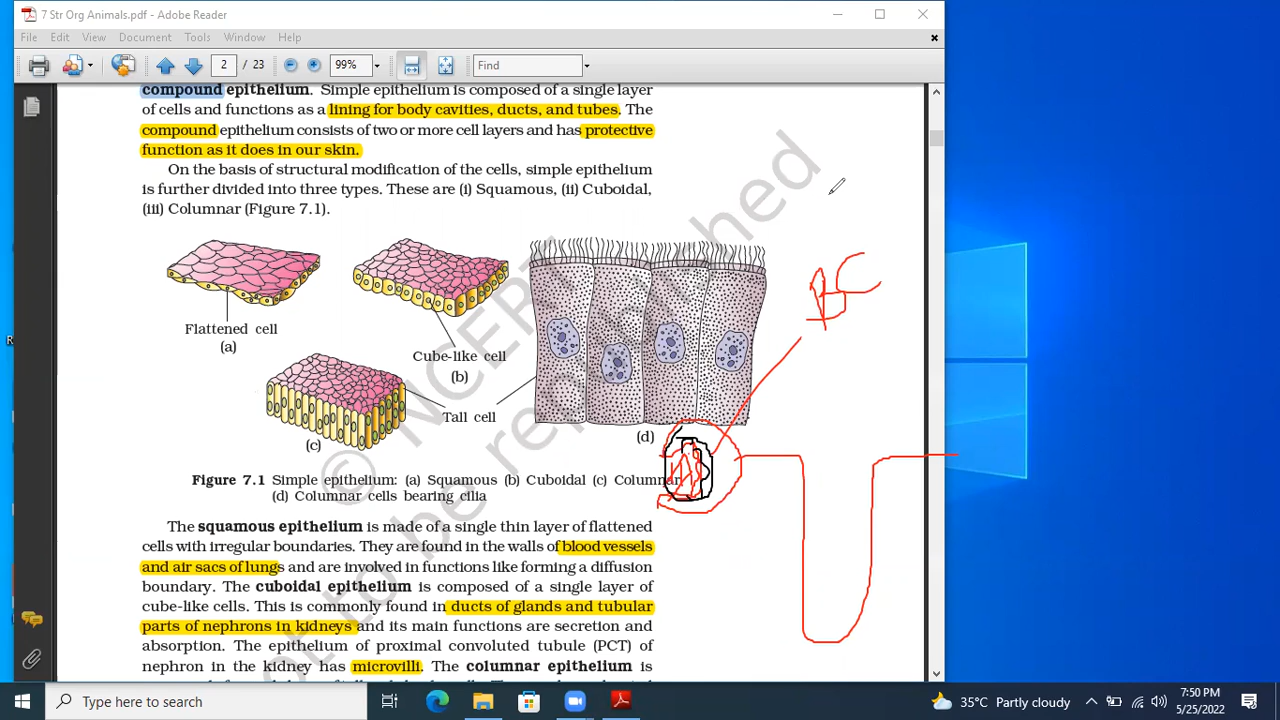 7 Str Org Animals.pdf - Adobe Reader
File Edit View Document Tools Window Help
2 / 23 99% Find
compound epithelium. Simple epithelium is composed of a single layer
of cells and functions as a lining for body cavities, ducts, and tubes. The
compound epithelium consists of two or more cell layers and has protective
function as it does in our skin.
On the basis of structural modification of the cells, simple epithelium
is further divided into three types. These are (i) Squamous, (ii) Cuboidal,
(iii) Columnar (Figure 7.1).
BC
Flattened cell
(a)
Cube-like cell
(b)
Tall cell
(c)
(d)
Figure 7.1 Simple epithelium: (a) Squamous (b) Cuboidal (c) Columnar
(d) Columnar cells bearing cilia
The squamous epithelium is made of a single thin layer of flattened
cells with irregular boundaries. They are found in the walls of blood vessels
and air sacs of lungs and are involved in functions like forming a diffusion
boundary. The cuboidal epithelium is composed of a single layer of
cube-like cells. This is commonly found in ducts of glands and tubular
parts of nephrons in kidneys and its main functions are secretion and
absorption. The epithelium of proximal convoluted tubule (PCT) of
nephron in the kidney has microvilli. The columnar epithelium is
© NCERT
not to be republished
Type here to search
35°C Partly cloudy
7:50 PM
5/25/2022